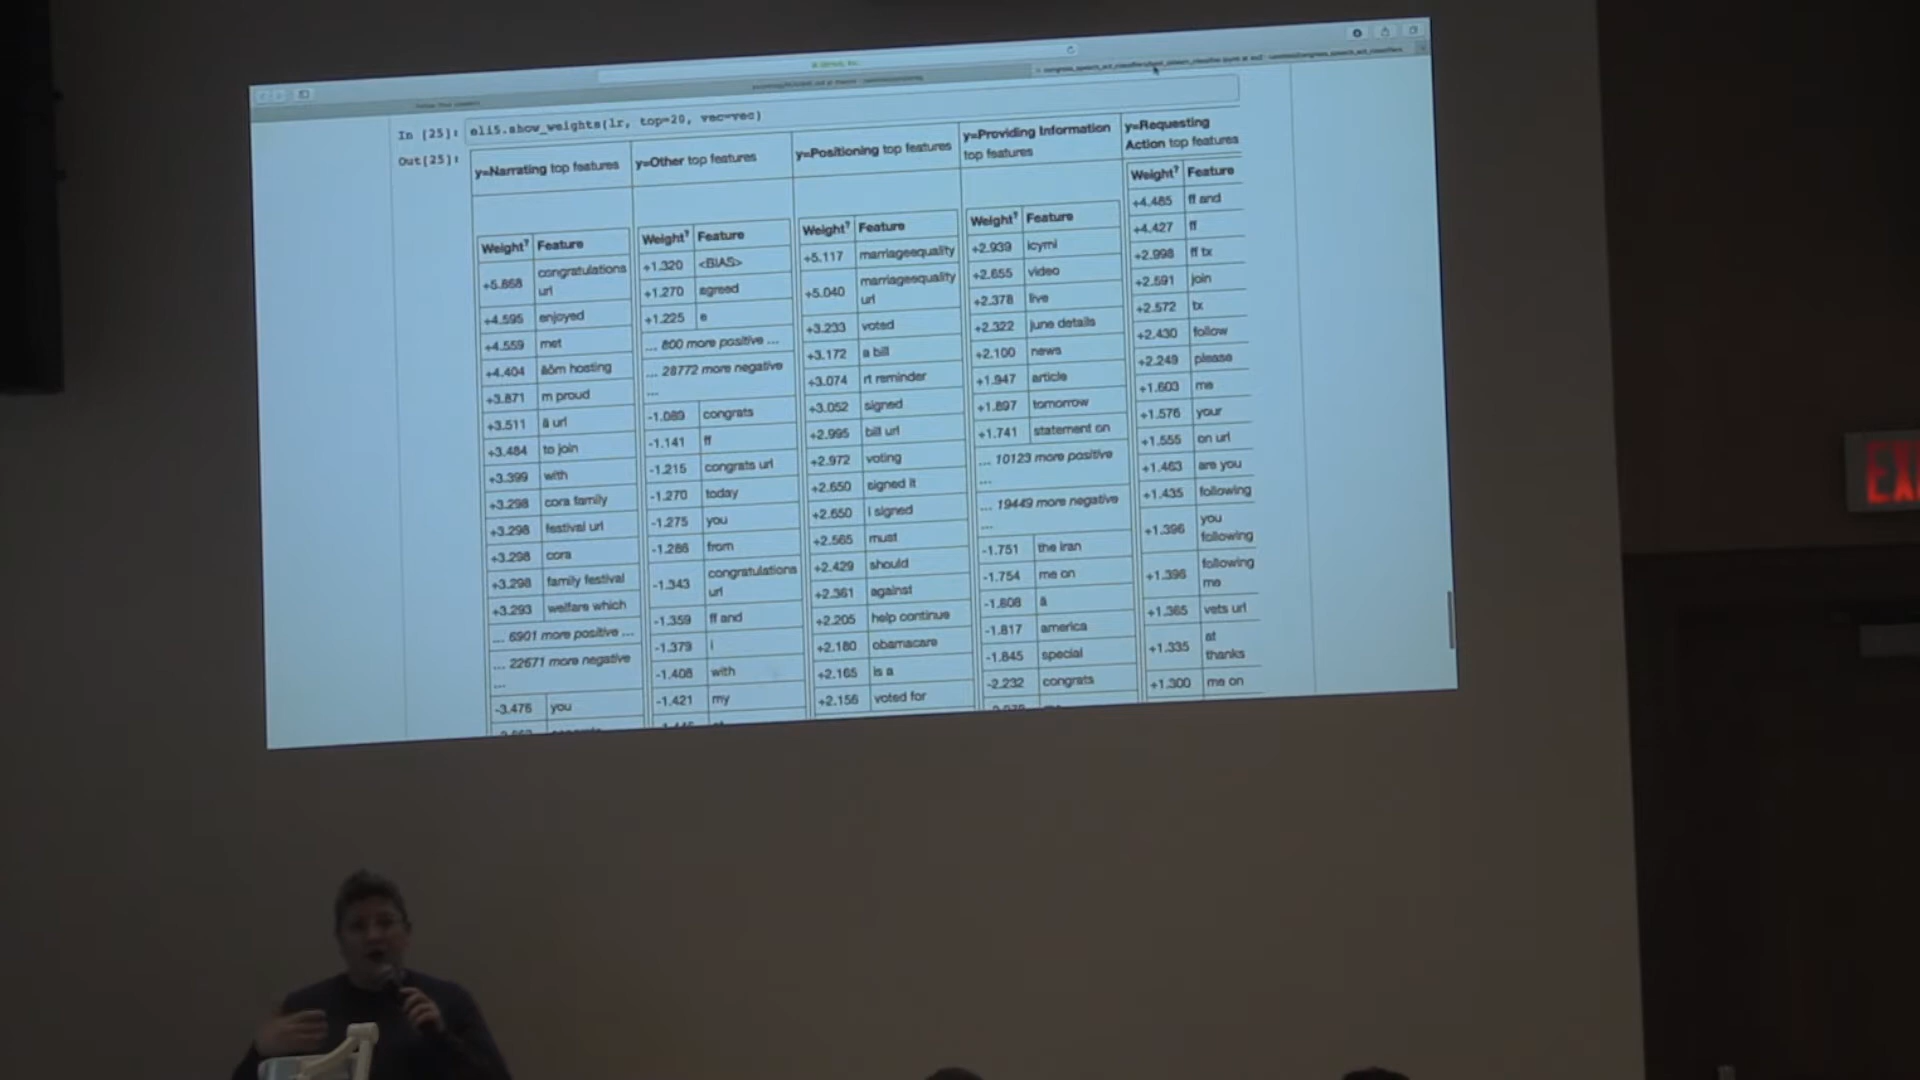 In [25]: eli5.show_weights(lr, top=20, vec=vec)
Out[25]:
y=Narrating top features
Weight? Feature
+5.868 congratulations url
+4.595 enjoyed
+4.559 met
+4.404 âõm hosting
+3.871 m proud
+3.511 â url
+3.484 to join
+3.399 with
+3.298 cora family
+3.298 festival url
+3.298 cora
+3.298 family festival
+3.293 welfare which
... 6901 more positive ...
... 22671 more negative ...
-3.476 you
y=Other top features
Weight? Feature
+1.320 <BIAS>
+1.270 agreed
+1.225 e
... 800 more positive ...
... 28772 more negative ...
-1.089 congrats
-1.141 ff
-1.215 congrats url
-1.270 today
-1.275 you
-1.286 from
-1.343 congratulations url
-1.359 ff and
-1.379 i
-1.408 with
-1.421 my
y=Positioning top features
Weight? Feature
+5.117 marriageequality
+5.040 marriageequality url
+3.233 voted
+3.172 a bill
+3.074 rt reminder
+3.052 signed
+2.995 bill url
+2.972 voting
+2.650 signed it
+2.650 i signed
+2.565 must
+2.429 should
+2.361 against
+2.205 help continue
+2.180 obamacare
+2.165 is a
+2.156 voted for
y=Providing Information top features
Weight? Feature
+2.939 icymi
+2.655 video
+2.378 live
+2.322 june details
+2.100 news
+1.947 article
+1.897 tomorrow
+1.741 statement on
... 10123 more positive ...
... 19449 more negative ...
-1.751 the iran
-1.754 me on
-1.808 â
-1.817 america
-1.845 special
-2.232 congrats
y=Requesting Action top features
Weight? Feature
+4.485 ff and
+4.427 ff
+2.998 ff tx
+2.591 join
+2.572 tx
+2.430 follow
+2.249 please
+1.603 me
+1.576 your
+1.555 on url
+1.463 are you
+1.435 following
+1.396 you following
+1.396 following me
+1.365 vets url
+1.335 at thanks
+1.300 me on